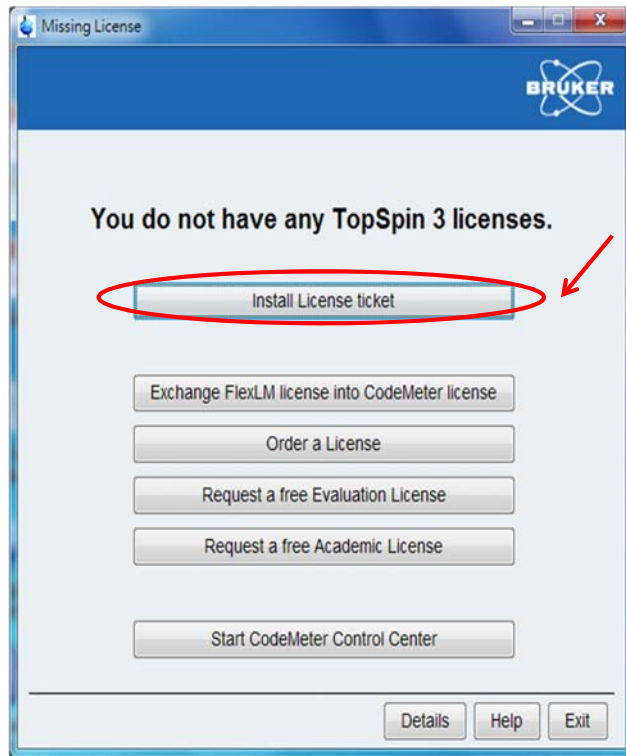 Missing License
BRUKER
You do not have any TopSpin 3 licenses.
Install License ticket
Exchange FlexLM license into CodeMeter license
Order a License
Request a free Evaluation License
Request a free Academic License
Start CodeMeter Control Center
Details Help Exit